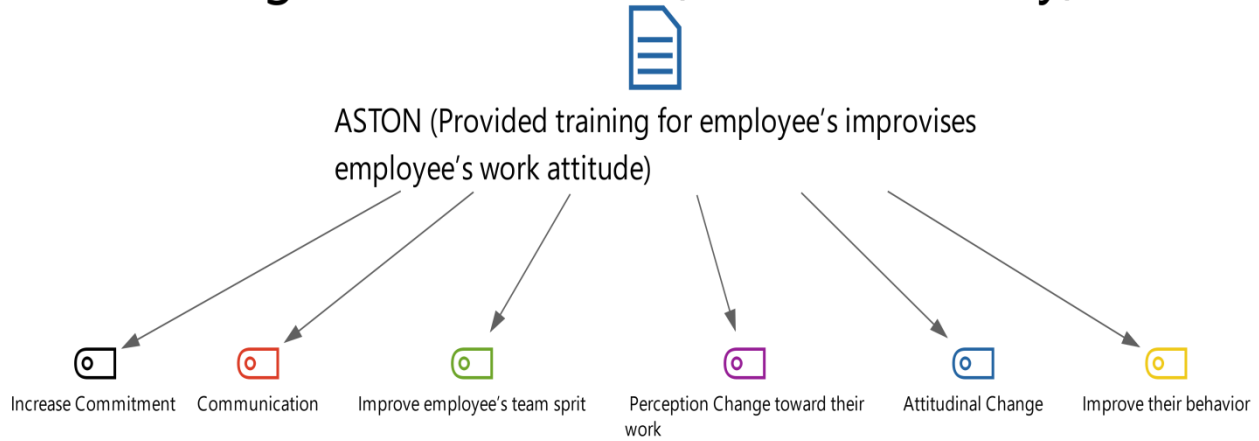 ASTON (Provided training for employee's improvises
employee's work attitude)
Increase Commitment
Communication
Improve employee's team sprit
Perception Change toward their
work
Attitudinal Change
Improve their behavior